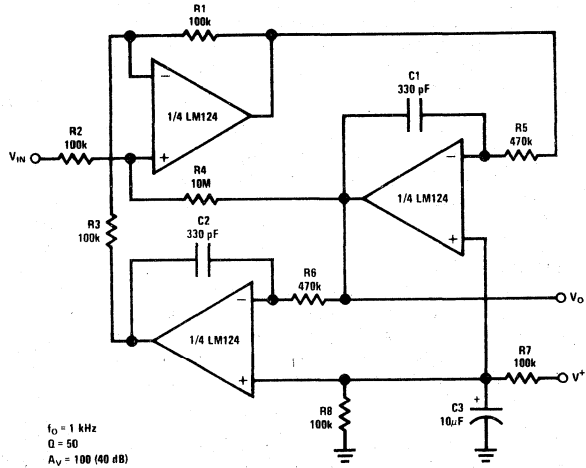 R1
100k
–
1/4 LM124
+
C1
330 pF
R2
100k
VIN
R5
470k
–
1/4 LM124
+
R4
10M
R3
100k
C2
330 pF
R6
470k
–
1/4 LM124
+
VO
R7
100k
V+
R8
100k
+
C3
10μF
fO = 1 kHz
Q = 50
AV = 100 (40 dB)